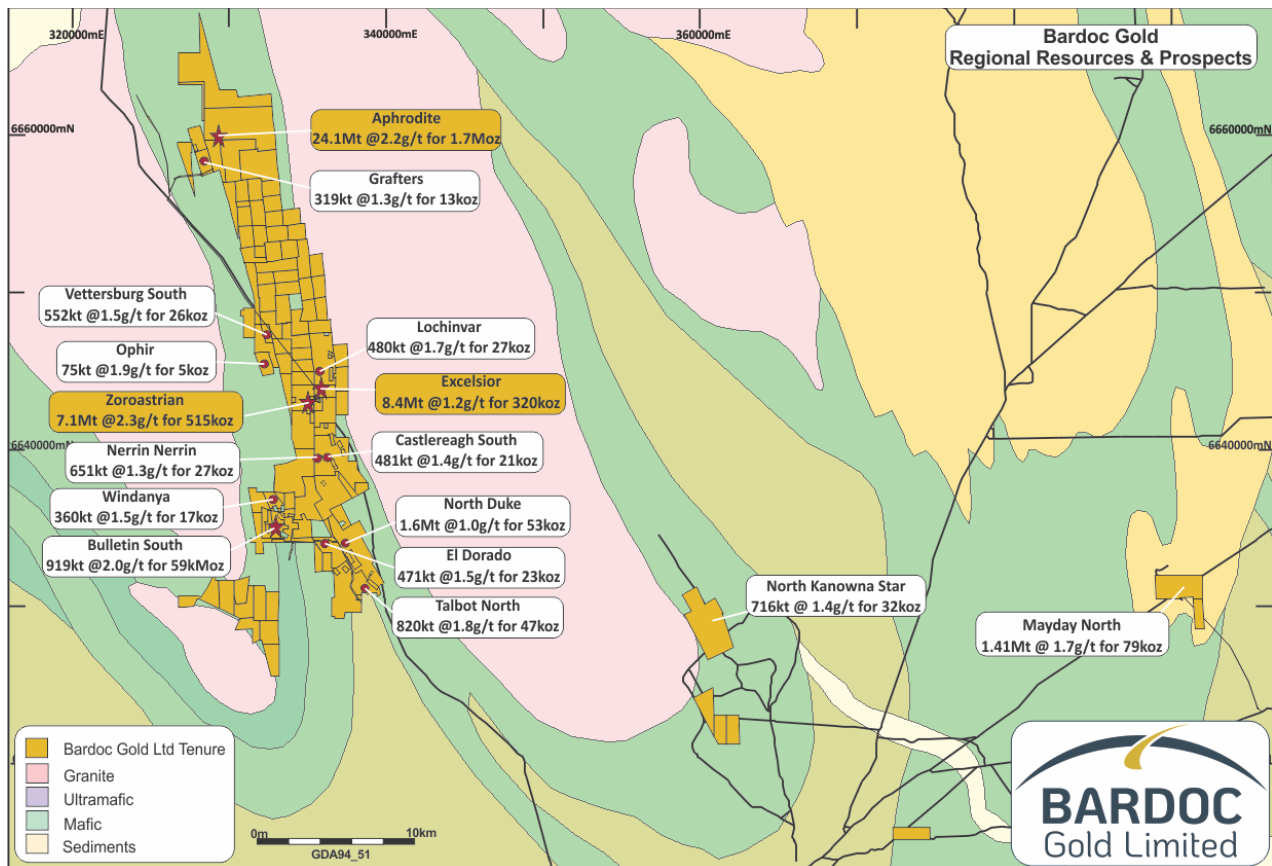 320000mE
340000mE
360000mE
Bardoc Gold
Regional Resources & Prospects
6660000mN
6660000mN
Aphrodite
24.1Mt @2.2g/t for 1.7Moz
Grafters
319kt @1.3g/t for 13koz
Vettersburg South
552kt @1.5g/t for 26koz
Lochinvar
480kt @1.7g/t for 27koz
Ophir
75kt @1.9g/t for 5koz
Excelsior
8.4Mt @1.2g/t for 320koz
Zoroastrian
7.1Mt @2.3g/t for 515koz
6640000mN
6640000mN
Nerrin Nerrin
651kt @1.3g/t for 27koz
Castlereagh South
481kt @1.4g/t for 21koz
Windanya
360kt @1.5g/t for 17koz
North Duke
1.6Mt @1.0g/t for 53koz
Bulletin South
919kt @2.0g/t for 59kMoz
El Dorado
471kt @1.5g/t for 23koz
Talbot North
820kt @1.8g/t for 47koz
North Kanowna Star
716kt @ 1.4g/t for 32koz
Mayday North
1.41Mt @ 1.7g/t for 79koz
Bardoc Gold Ltd Tenure
Granite
Ultramafic
Mafic
Sediments
0m
10km
GDA94_51
BARDOC
Gold Limited